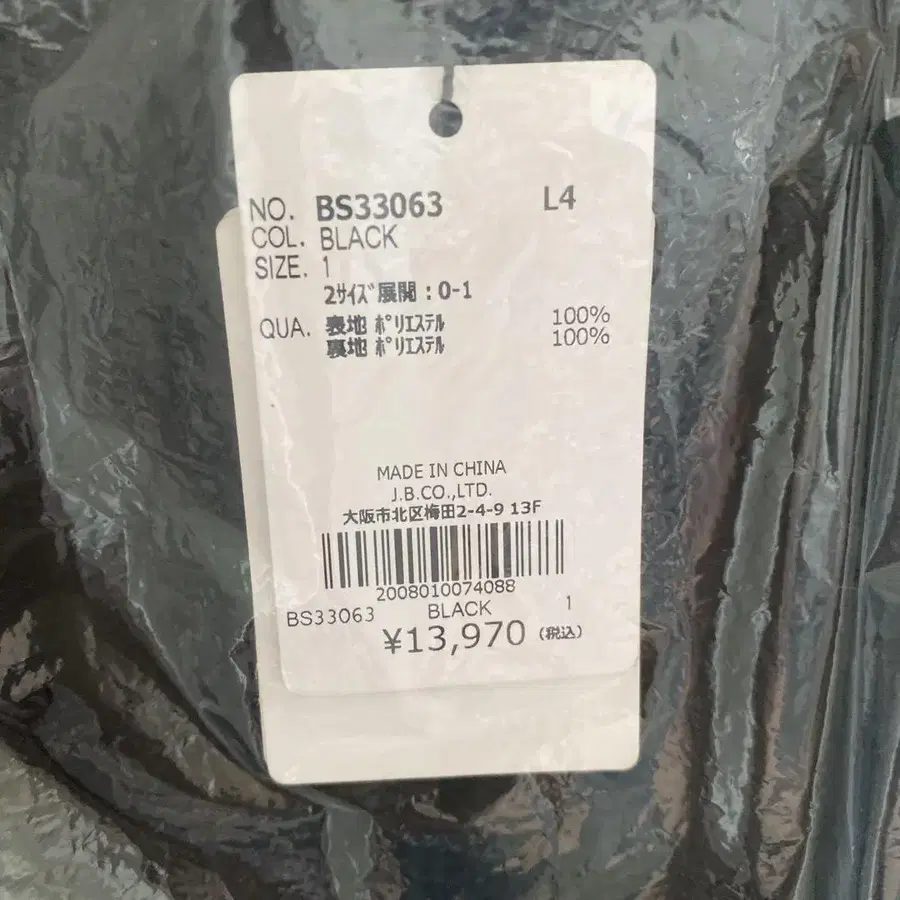 NO. BS33063 L4
COL. BLACK
SIZE. 1
2サイズ展開：0-1
QUA. 表地 ポリエステル 100%
裏地 ポリエステル 100%
MADE IN CHINA
J.B.CO.,LTD.
大阪市北区梅田2-4-9 13F
2008010074088
BS33063 BLACK 1
¥13,970 (税込)